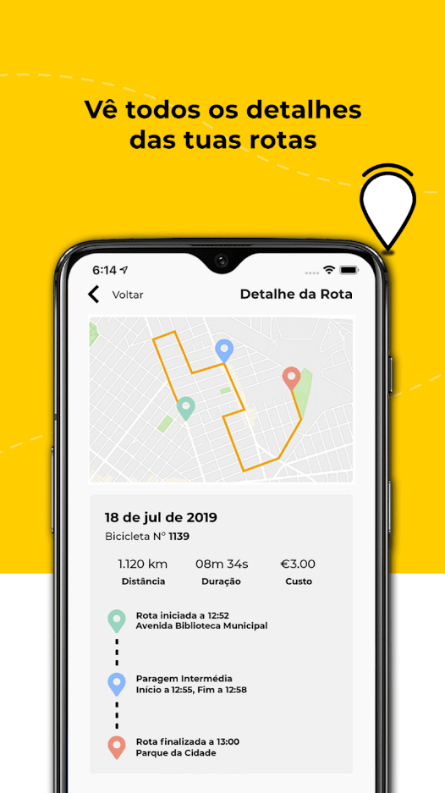 Vê todos os detalhes
das tuas rotas
6:14
Voltar
Detalhe da Rota
18 de jul de 2019
Bicicleta Nº 1139
1.120 km
08m 34s
€3.00
Distância
Duração
Custo
Rota iniciada a 12:52
Avenida Biblioteca Municipal
Paragem Intermédia
Início a 12:55, Fim a 12:58
Rota finalizada a 13:00
Parque da Cidade